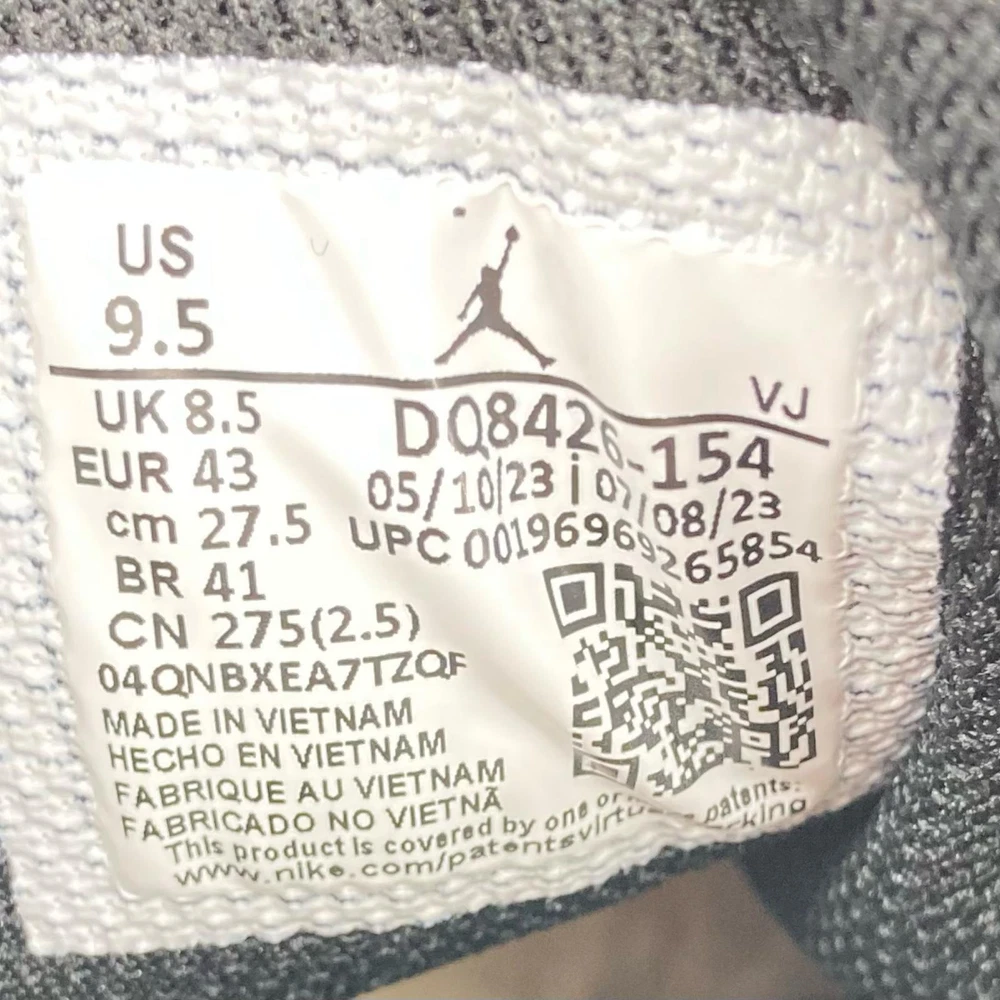 US
9.5
VJ
UK 8.5
DQ8426-154
EUR 43
05/10/23 | 07/08/23
cm 27.5
UPC 00196969265854
BR 41
CN 275(2.5)
04QNBXEA7TZQF
MADE IN VIETNAM
HECHO EN VIETNAM
FABRIQUE AU VIETNAM
FABRICADO NO VIETNÃ
This product is covered by one or patents:
www.nike.com/patentsvirtu king